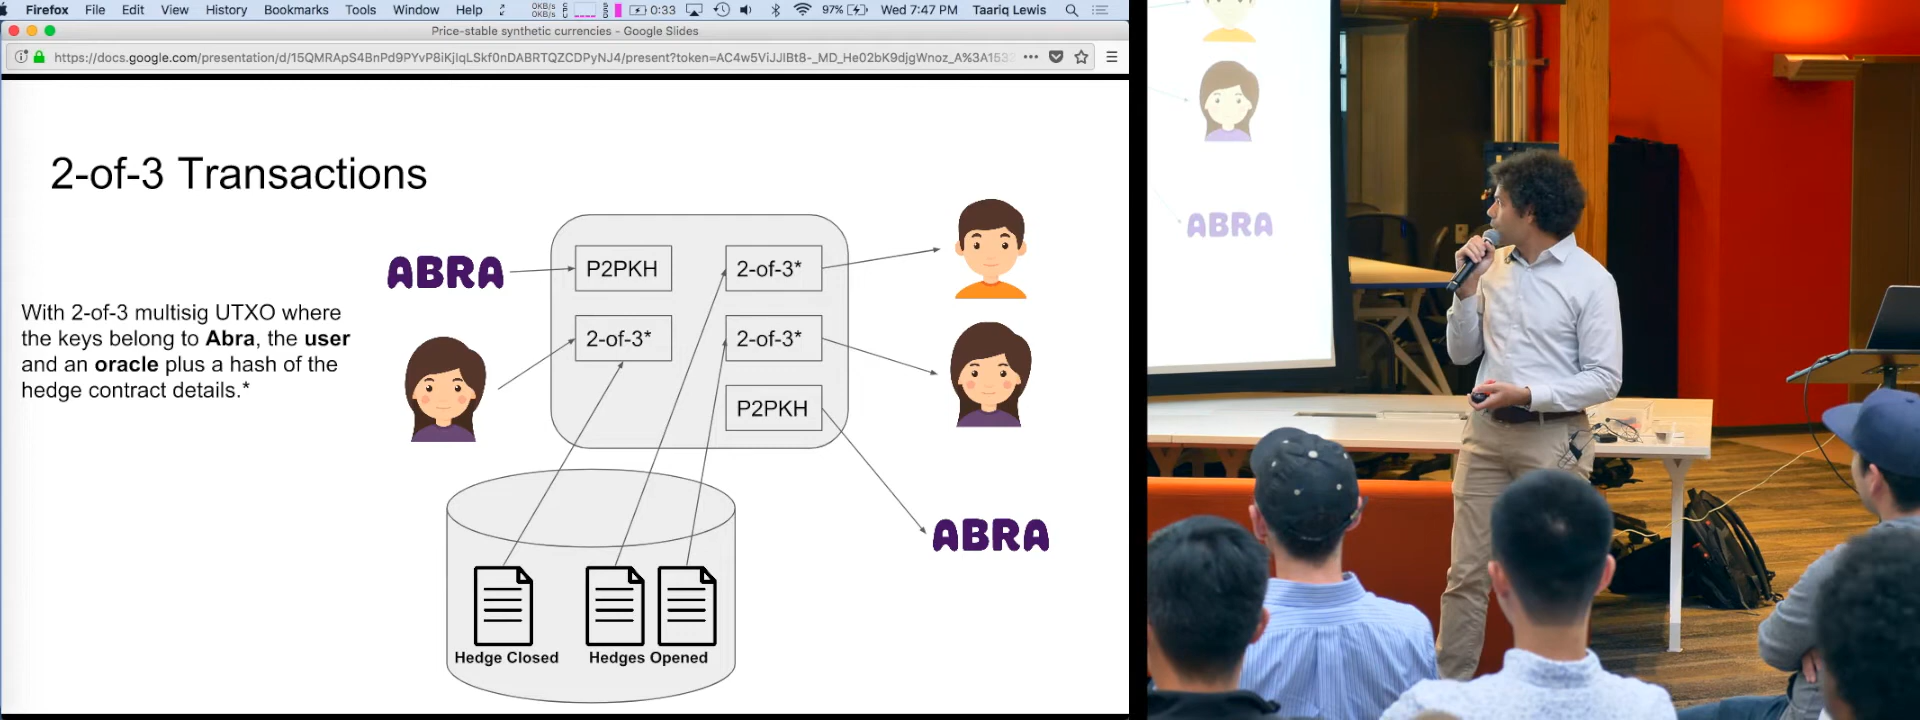 Firefox File Edit View History Bookmarks Tools Window Help 0KB/s 0KB/s 0:33 97% Wed 7:47 PM Taariq Lewis
Price-stable synthetic currencies - Google Slides
https://docs.google.com/presentation/d/15QMRApS4BnPd9PYvP8iKjlqLSkf0nDABRTQZCDPyNJ4/present?token=AC4w5ViJJIBt8-_MD_He02bK9djgWnoz_A%3A1533
2-of-3 Transactions
With 2-of-3 multisig UTXO where
the keys belong to Abra, the user
and an oracle plus a hash of the
hedge contract details.*
ABRA
P2PKH
2-of-3*
2-of-3*
2-of-3*
P2PKH
ABRA
Hedge Closed
Hedges Opened
ABRA